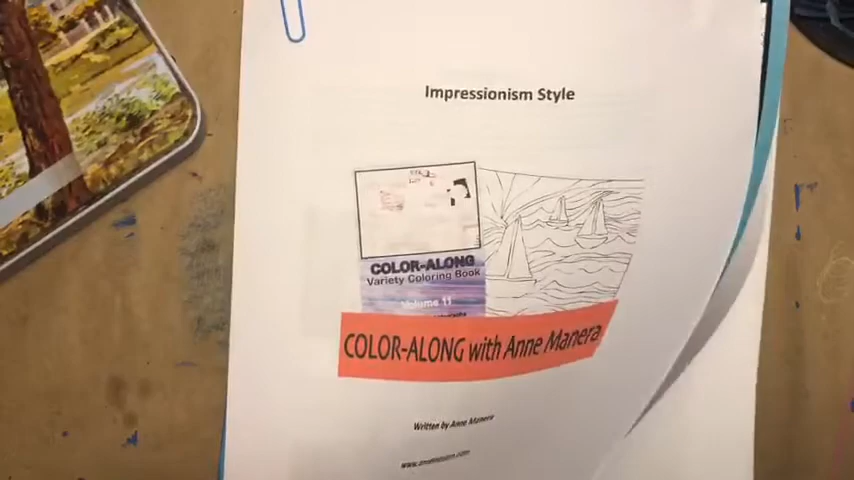 Impressionism Style
COLOR-ALONG
Variety Coloring Book
Volume 11
COLOR-ALONG with Anne Manera
Written by Anne Manera